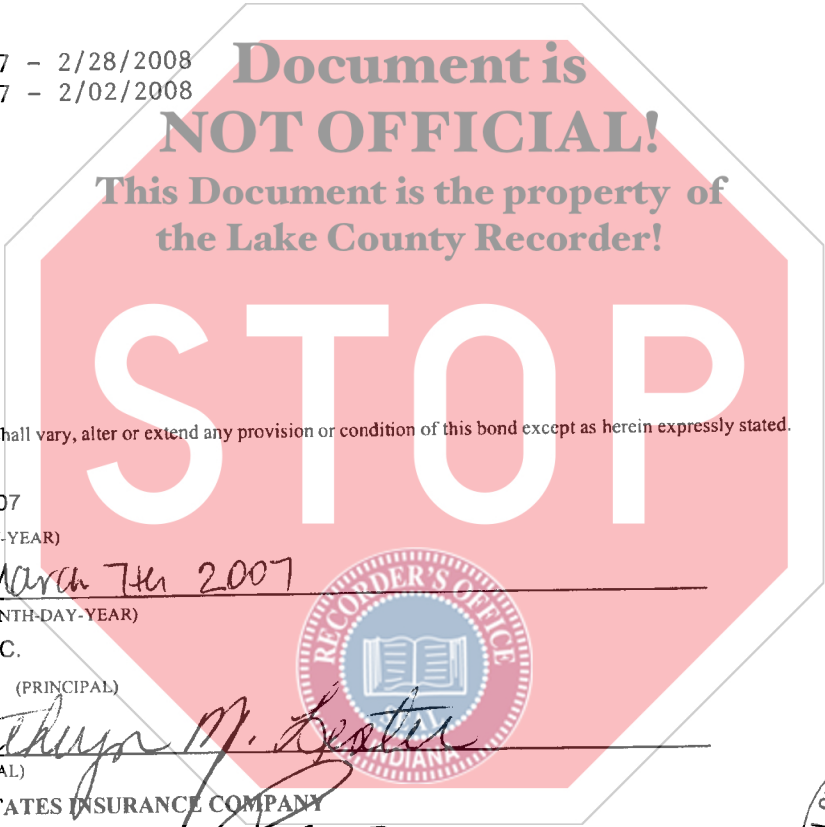 7 - 2/28/2008
7 - 2/02/2008
Document is
NOT OFFICIAL!
This Document is the property of
the Lake County Recorder!
STOP
hall vary, alter or extend any provision or condition of this bond except as herein expressly stated.
07
-YEAR)
March 7th 2007
NTH-DAY-YEAR)
C.
(PRINCIPAL)
M.
AL)
TATES INSURANCE COMPANY
RECORDER'S OFFICE
SEAL
INDIANA